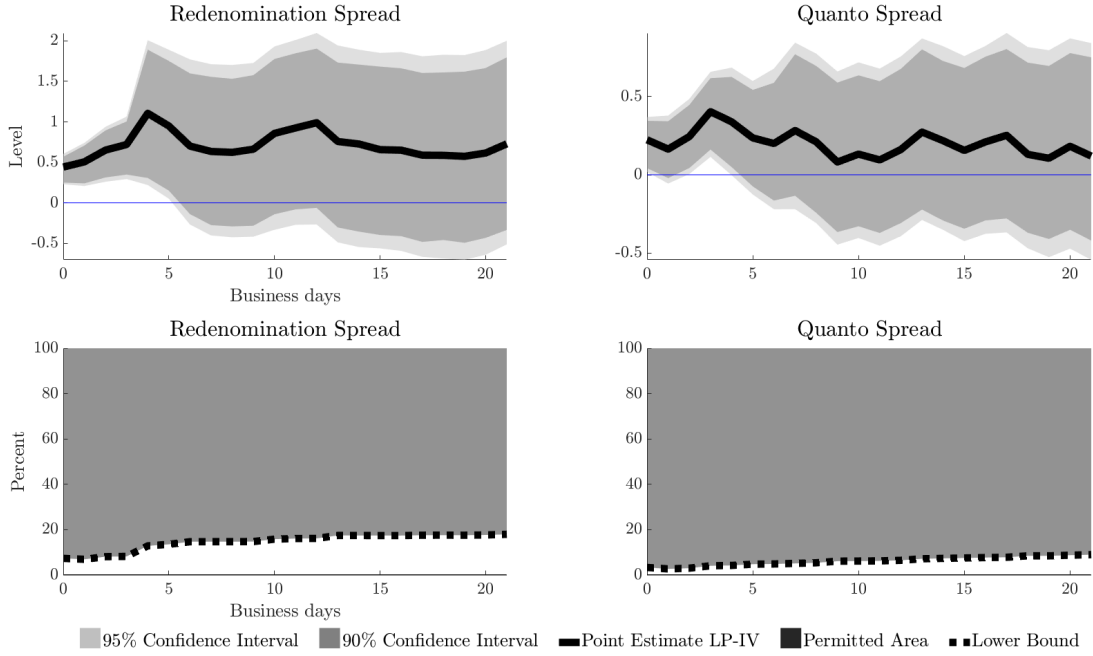 Redenomination Spread
2
1.5
1
0.5
0
-0.5
Level
0 5 10 15 20
Business days
Quanto Spread
0.5
0
-0.5
0 5 10 15 20
Redenomination Spread
100
80
60
40
20
0
Percent
0 5 10 15 20
Business days
Quanto Spread
100
80
60
40
20
0
0 5 10 15 20
95% Confidence Interval 90% Confidence Interval Point Estimate LP-IV Permitted Area Lower Bound